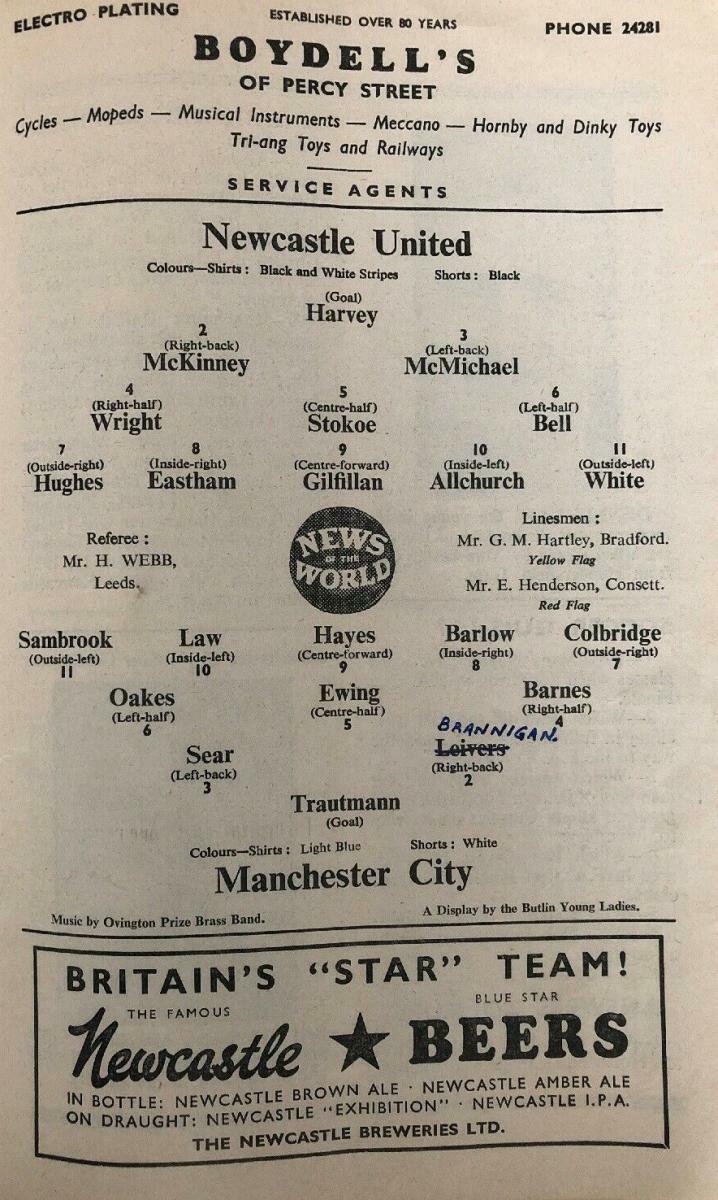 ELECTRO PLATING ESTABLISHED OVER 80 YEARS PHONE 24281
BOYDELL'S
OF PERCY STREET
Cycles — Mopeds — Musical Instruments — Meccano — Hornby and Dinky Toys
Tri-ang Toys and Railways
SERVICE AGENTS
Newcastle United
Colours—Shirts : Black and White Stripes Shorts : Black
(Goal)
Harvey
2 3
(Right-back) (Left-back)
McKinney McMichael
4 5 6
(Right-half) (Centre-half) (Left-half)
Wright Stokoe Bell
7 8 9 10 11
(Outside-right) (Inside-right) (Centre-forward) (Inside-left) (Outside-left)
Hughes Eastham Gilfillan Allchurch White
Referee :
Mr. H. WEBB,
Leeds.
NEWS
OF THE
WORLD
Linesmen :
Mr. G. M. Hartley, Bradford.
Yellow Flag
Mr. E. Henderson, Consett.
Red Flag
Sambrook Law Hayes Barlow Colbridge
(Outside-left) (Inside-left) (Centre-forward) (Inside-right) (Outside-right)
11 10 9 8 7
Oakes Ewing Barnes
(Left-half) (Centre-half) (Right-half)
6 5 4
BRANNIGAN.
Sear Leivers
(Left-back) (Right-back)
3 2
Trautmann
(Goal)
Colours—Shirts : Light Blue Shorts : White
Manchester City
Music by Ovington Prize Brass Band. A Display by the Butlin Young Ladies.
BRITAIN'S "STAR" TEAM!
THE FAMOUS BLUE STAR
Newcastle ★ BEERS
IN BOTTLE: NEWCASTLE BROWN ALE · NEWCASTLE AMBER ALE
ON DRAUGHT: NEWCASTLE "EXHIBITION" · NEWCASTLE I.P.A.
THE NEWCASTLE BREWERIES LTD.